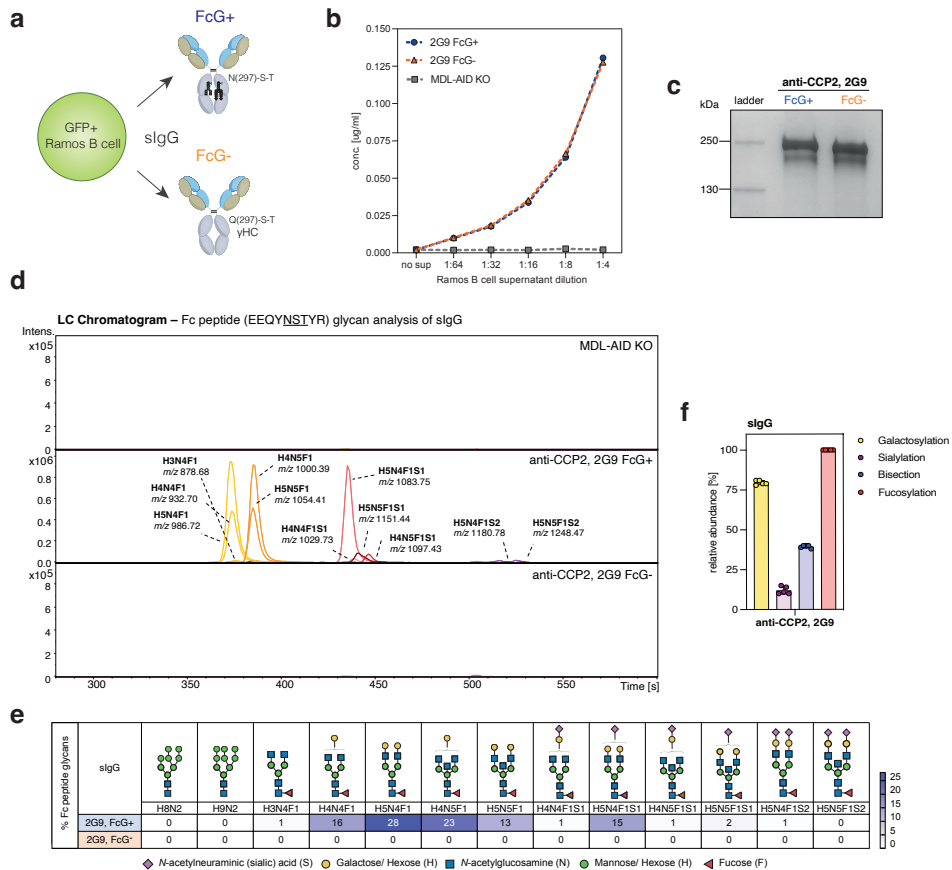 a
FcG+
N(297)-S-T
GFP+
Ramos B cell
sIgG
FcG-
Q(297)-S-T
γHC
b
2G9 FcG+
2G9 FcG-
MDL-AID KO
conc. [ug/ml]
0.150
0.125
0.100
0.075
0.050
0.025
0.000
no sup 1:64 1:32 1:16 1:8 1:4
Ramos B cell supernatant dilution
c
anti-CCP2, 2G9
kDa ladder FcG+ FcG-
250
130
d
LC Chromatogram – Fc peptide (EEQYNSTYR) glycan analysis of sIgG
Intens.
x10⁵
8
6
4
2
0
MDL-AID KO
x10⁶
0.8
0.6
0.4
0.2
0.0
anti-CCP2, 2G9 FcG+
H3N4F1
m/z 878.68
H4N4F1
m/z 932.70
H5N4F1
m/z 986.72
H4N5F1
m/z 1000.39
H5N5F1
m/z 1054.41
H4N4F1S1
m/z 1029.73
H5N4F1S1
m/z 1083.75
H5N5F1S1
m/z 1151.44
H4N5F1S1
m/z 1097.43
H5N4F1S2
m/z 1180.78
H5N5F1S2
m/z 1248.47
x10⁵
8
6
4
2
0
anti-CCP2, 2G9 FcG-
300 350 400 450 500 550 Time [s]
e
% Fc peptide glycans
sIgG
H8N2 H9N2 H3N4F1 H4N4F1 H5N4F1 H4N5F1 H5N5F1 H4N4F1S1 H5N4F1S1 H4N5F1S1 H5N5F1S1 H5N4F1S2 H5N5F1S2
2G9, FcG+ 0 0 1 16 28 23 13 1 15 1 2 1 0
2G9, FcG- 0 0 0 0 0 0 0 0 0 0 0 0 0
25
20
15
10
5
0
N-acetylneuraminic (sialic) acid (S) Galactose/ Hexose (H) N-acetylglucosamine (N) Mannose/ Hexose (H) Fucose (F)
f
sIgG
relative abundance [%]
100
75
50
25
0
anti-CCP2, 2G9
Galactosylation
Sialylation
Bisection
Fucosylation